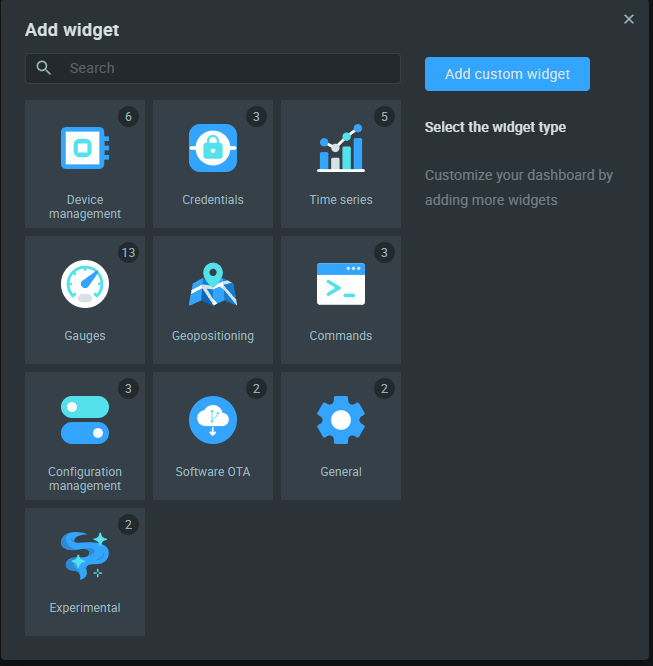 Add widget
Search
Add custom widget
Select the widget type
Customize your dashboard by
adding more widgets
6
Device
management
3
Credentials
5
Time series
13
Gauges
Geopositioning
3
Commands
3
Configuration
management
2
Software OTA
2
General
2
Experimental